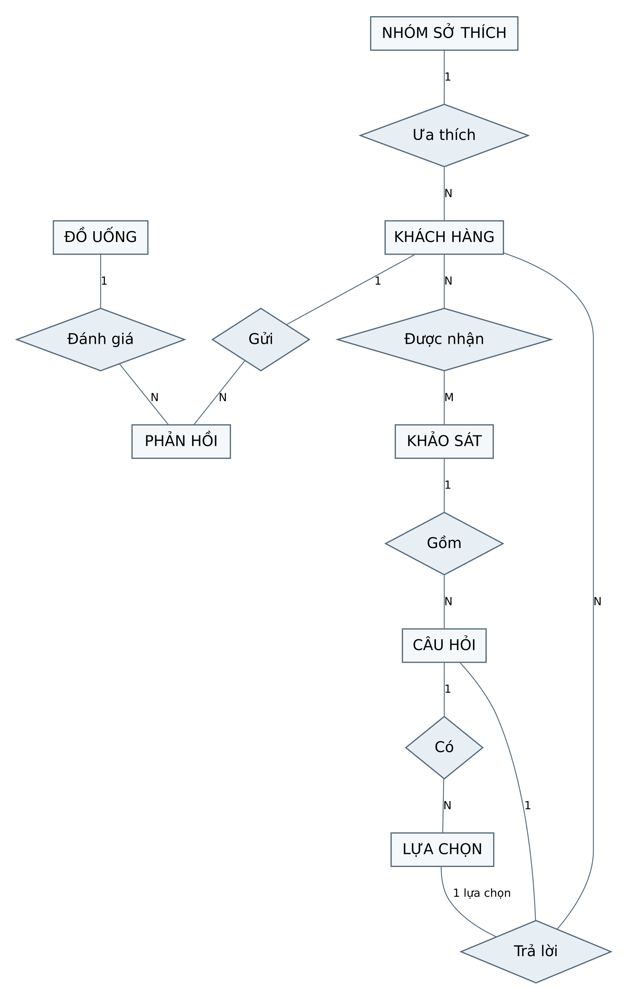 NHÓM SỞ THÍCH
1
Ưa thích
N
ĐỒ UỐNG
KHÁCH HÀNG
1
1
N
Đánh giá
Gửi
Được nhận
N
N
M
PHẢN HỒI
KHẢO SÁT
1
Gồm
N
N
CÂU HỎI
1
Có
N
1
LỰA CHỌN
1 lựa chọn
Trả lời